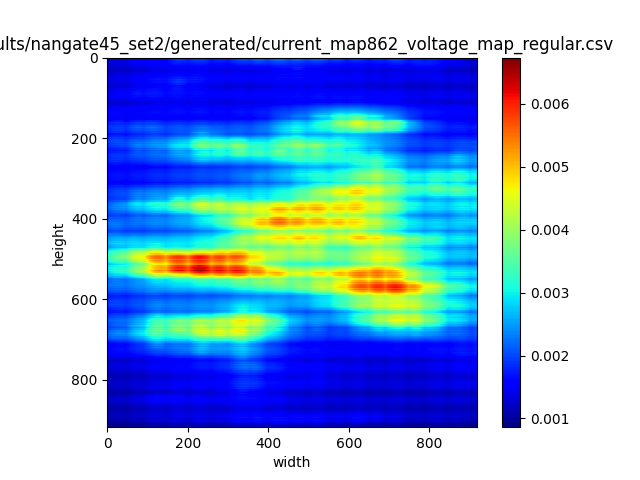 ults/nangate45_set2/generated/current_map862_voltage_map_regular.csv
0
200
400
600
800
height
0 200 400 600 800
width
0.006
0.005
0.004
0.003
0.002
0.001